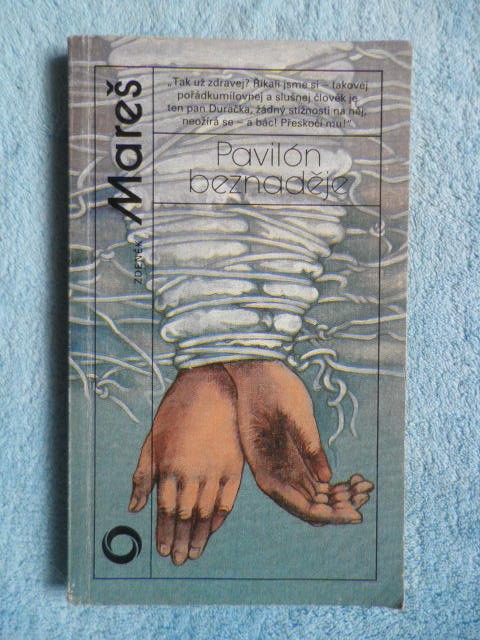 „Tak už zdravej? Říkali jsme si – takovej
pořádkumilovnej a slušnej člověk je
ten pan Duračka, žádný stížnosti na něj,
neožírá se – a bác! Přeskočí mu!“
Pavilón
beznaděje
ZDENĚK Mareš